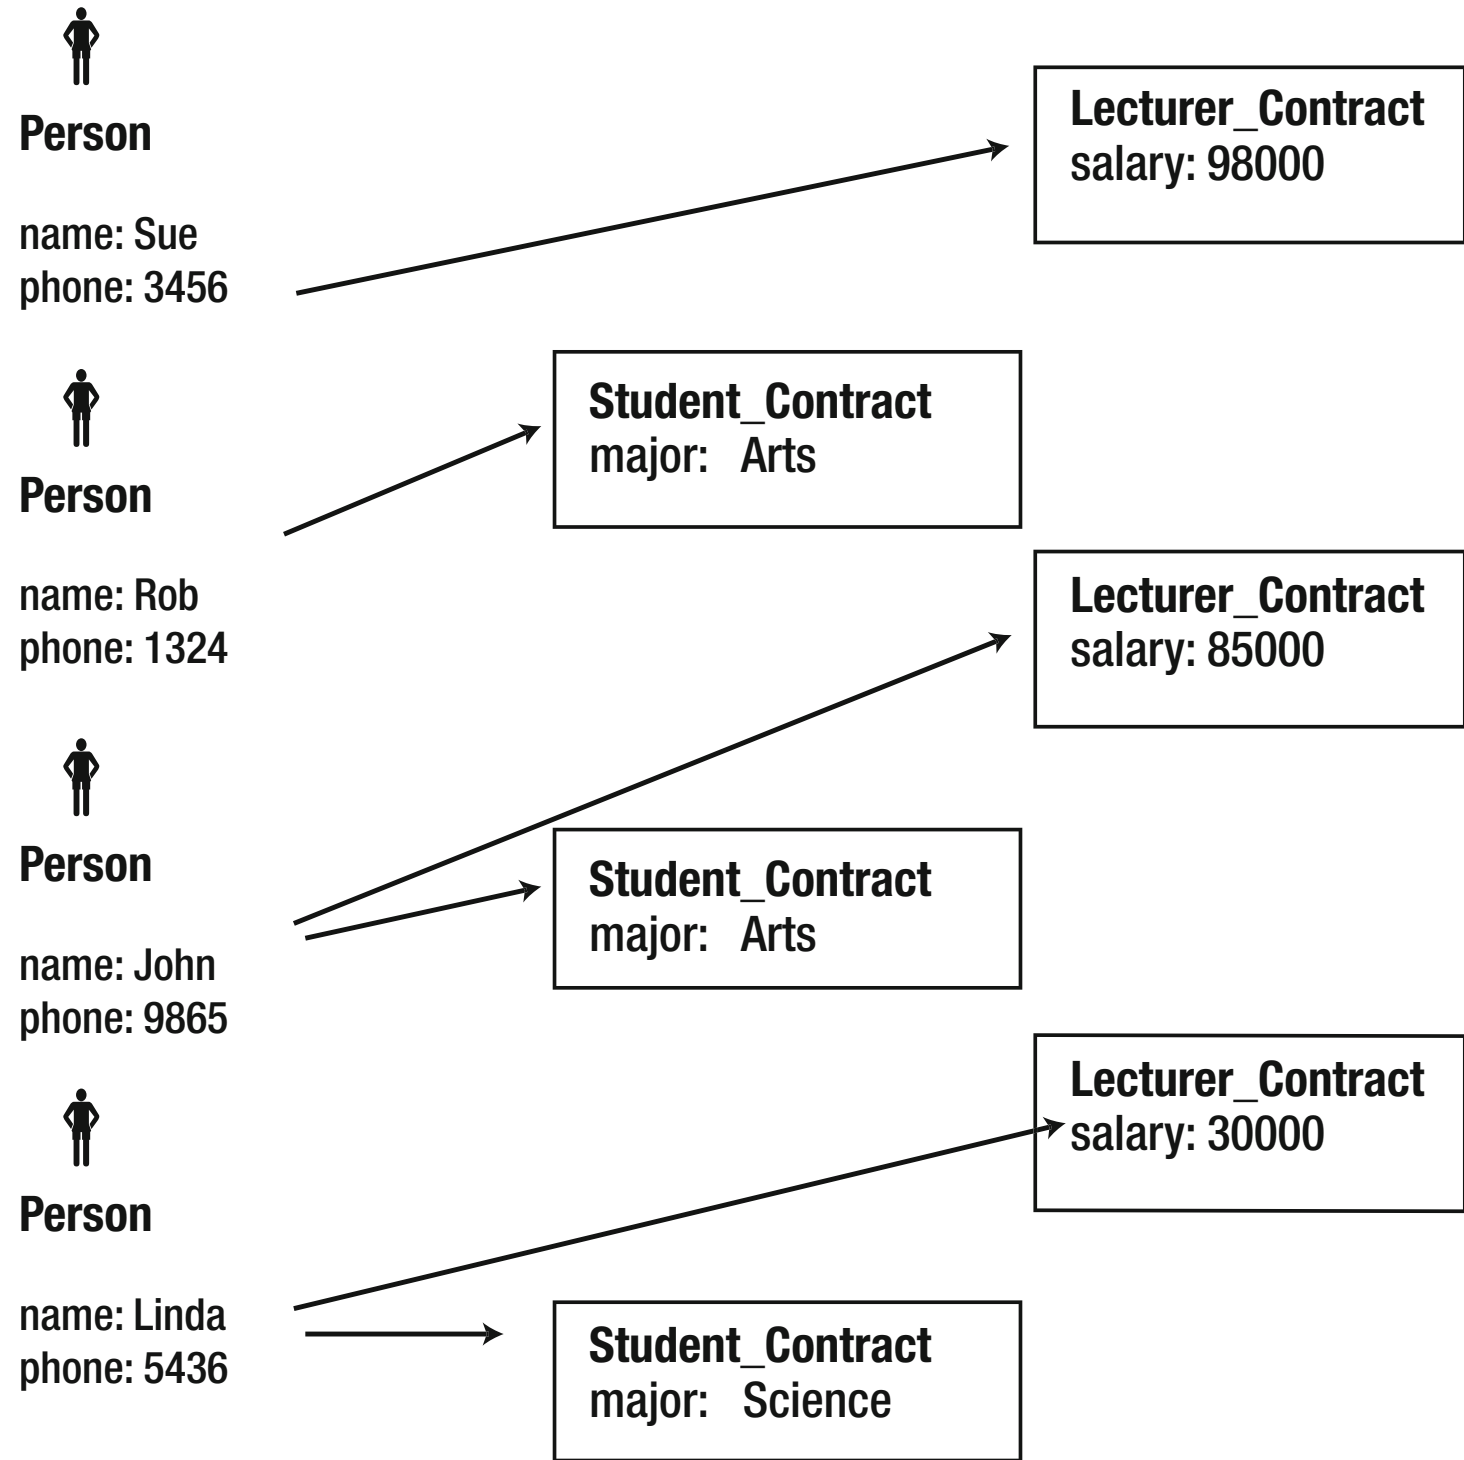 Person
name: Sue
phone: 3456
Lecturer_Contract
salary: 98000
Person
name: Rob
phone: 1324
Student_Contract
major: Arts
Lecturer_Contract
salary: 85000
Person
name: John
phone: 9865
Student_Contract
major: Arts
Lecturer_Contract
salary: 30000
Person
name: Linda
phone: 5436
Student_Contract
major: Science